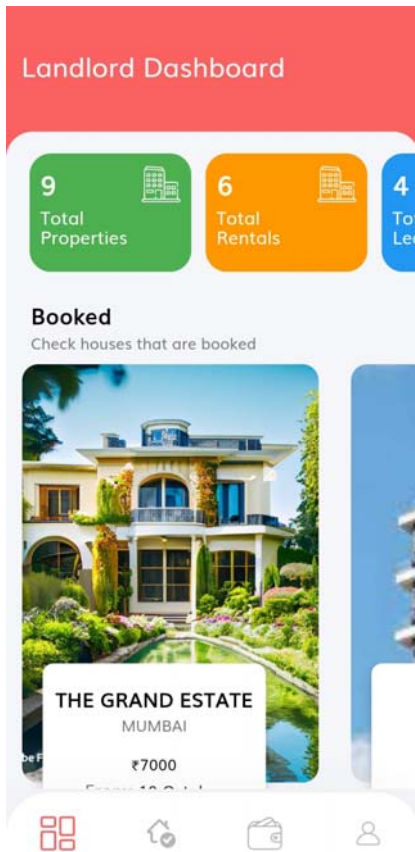 Landlord Dashboard
9
Total
Properties
6
Total
Rentals
4
Booked
Check houses that are booked
THE GRAND ESTATE
MUMBAI
₹7000